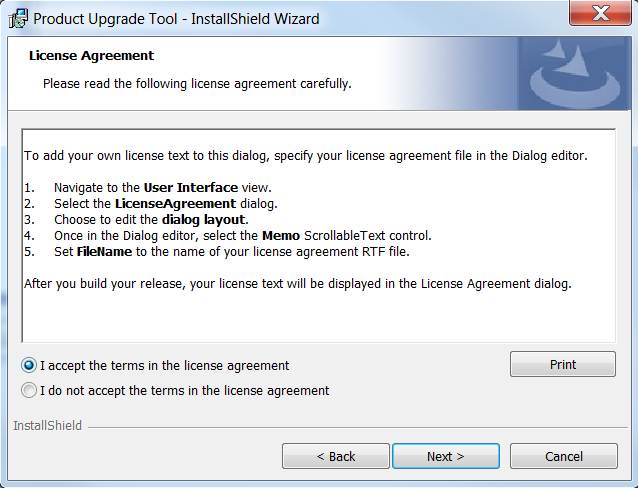 Product Upgrade Tool - InstallShield Wizard
License Agreement
Please read the following license agreement carefully.
To add your own license text to this dialog, specify your license agreement file in the Dialog editor.
1. Navigate to the User Interface view.
2. Select the LicenseAgreement dialog.
3. Choose to edit the dialog layout.
4. Once in the Dialog editor, select the Memo ScrollableText control.
5. Set FileName to the name of your license agreement RTF file.
After you build your release, your license text will be displayed in the License Agreement dialog.
I accept the terms in the license agreement
Print
I do not accept the terms in the license agreement
InstallShield
< Back
Next >
Cancel